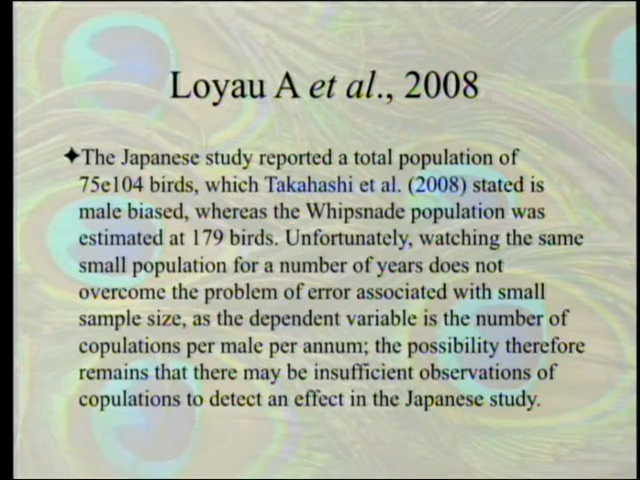 Loyau A et al., 2008
✦The Japanese study reported a total population of
75e104 birds, which Takahashi et al. (2008) stated is
male biased, whereas the Whipsnade population was
estimated at 179 birds. Unfortunately, watching the same
small population for a number of years does not
overcome the problem of error associated with small
sample size, as the dependent variable is the number of
copulations per male per annum; the possibility therefore
remains that there may be insufficient observations of
copulations to detect an effect in the Japanese study.